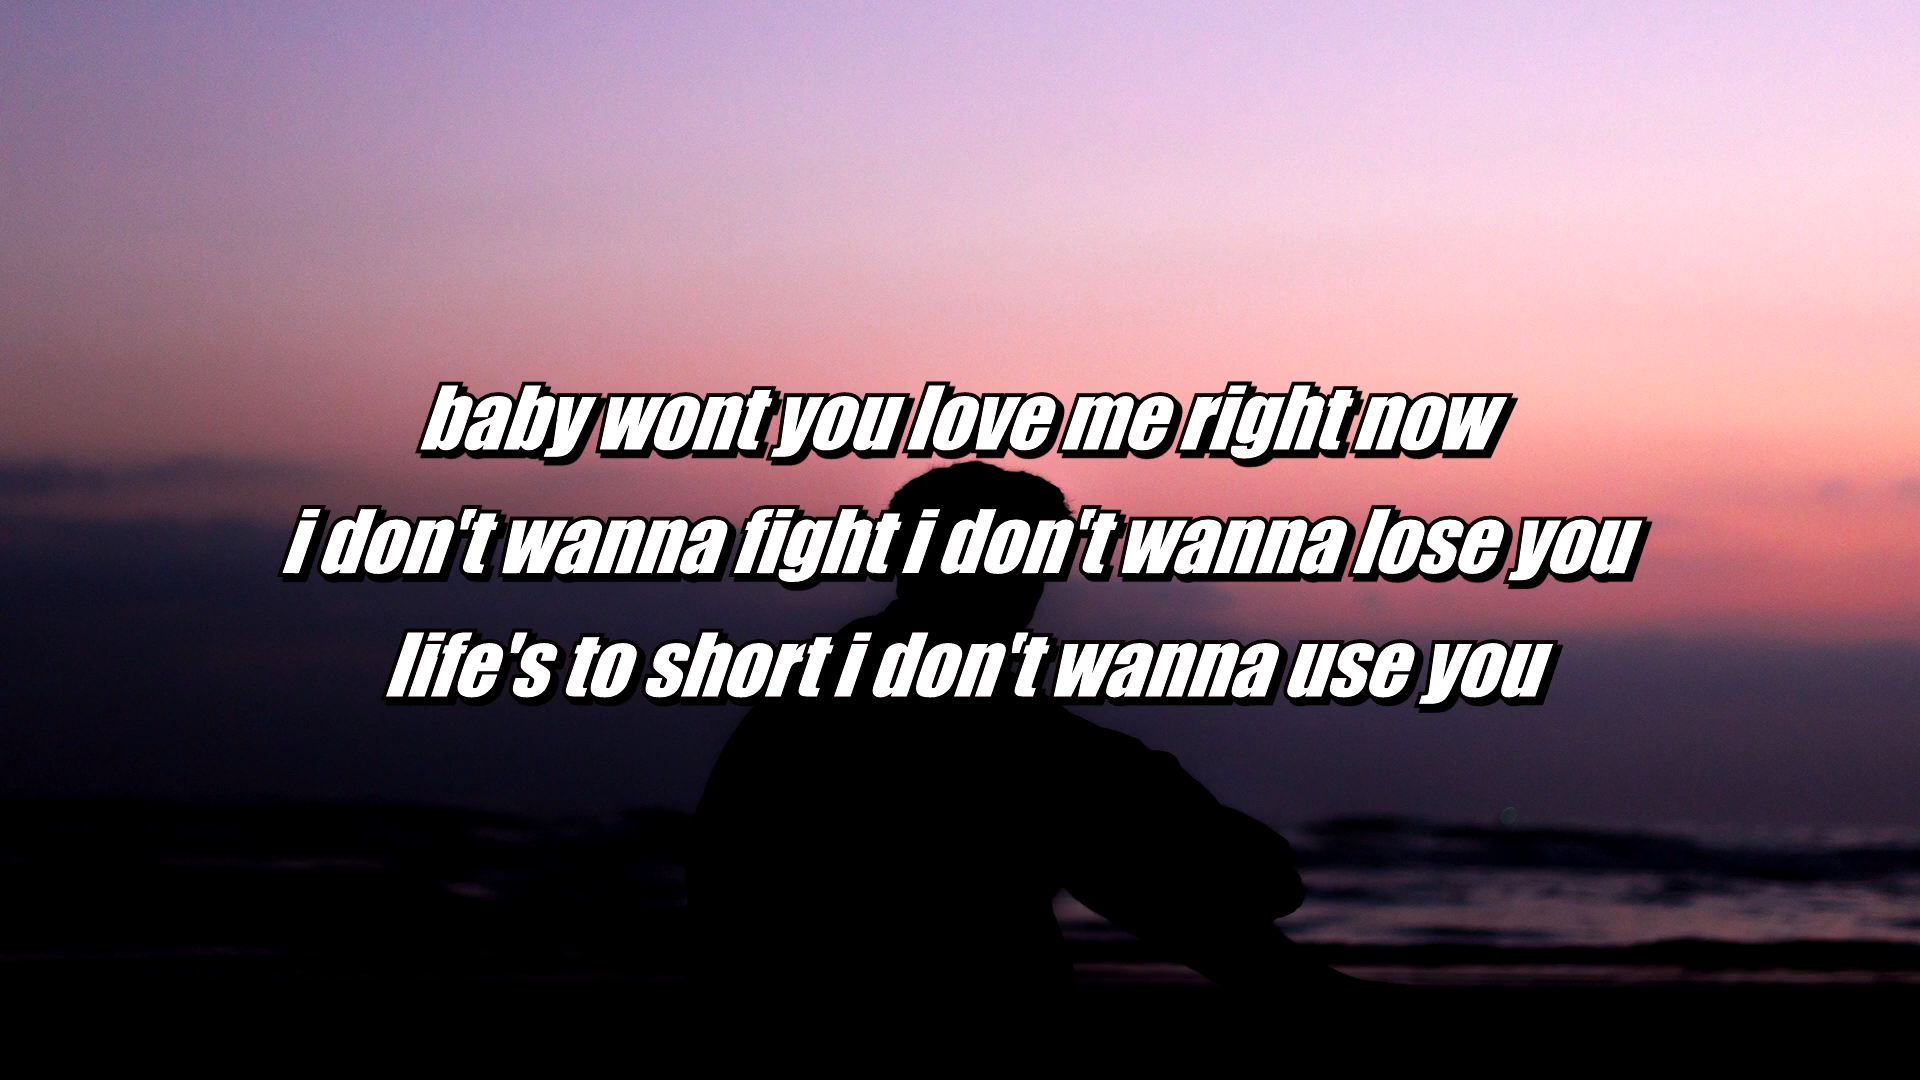 baby wont you love me right now
i don't wanna fight i don't wanna lose you
life's to short i don't wanna use you